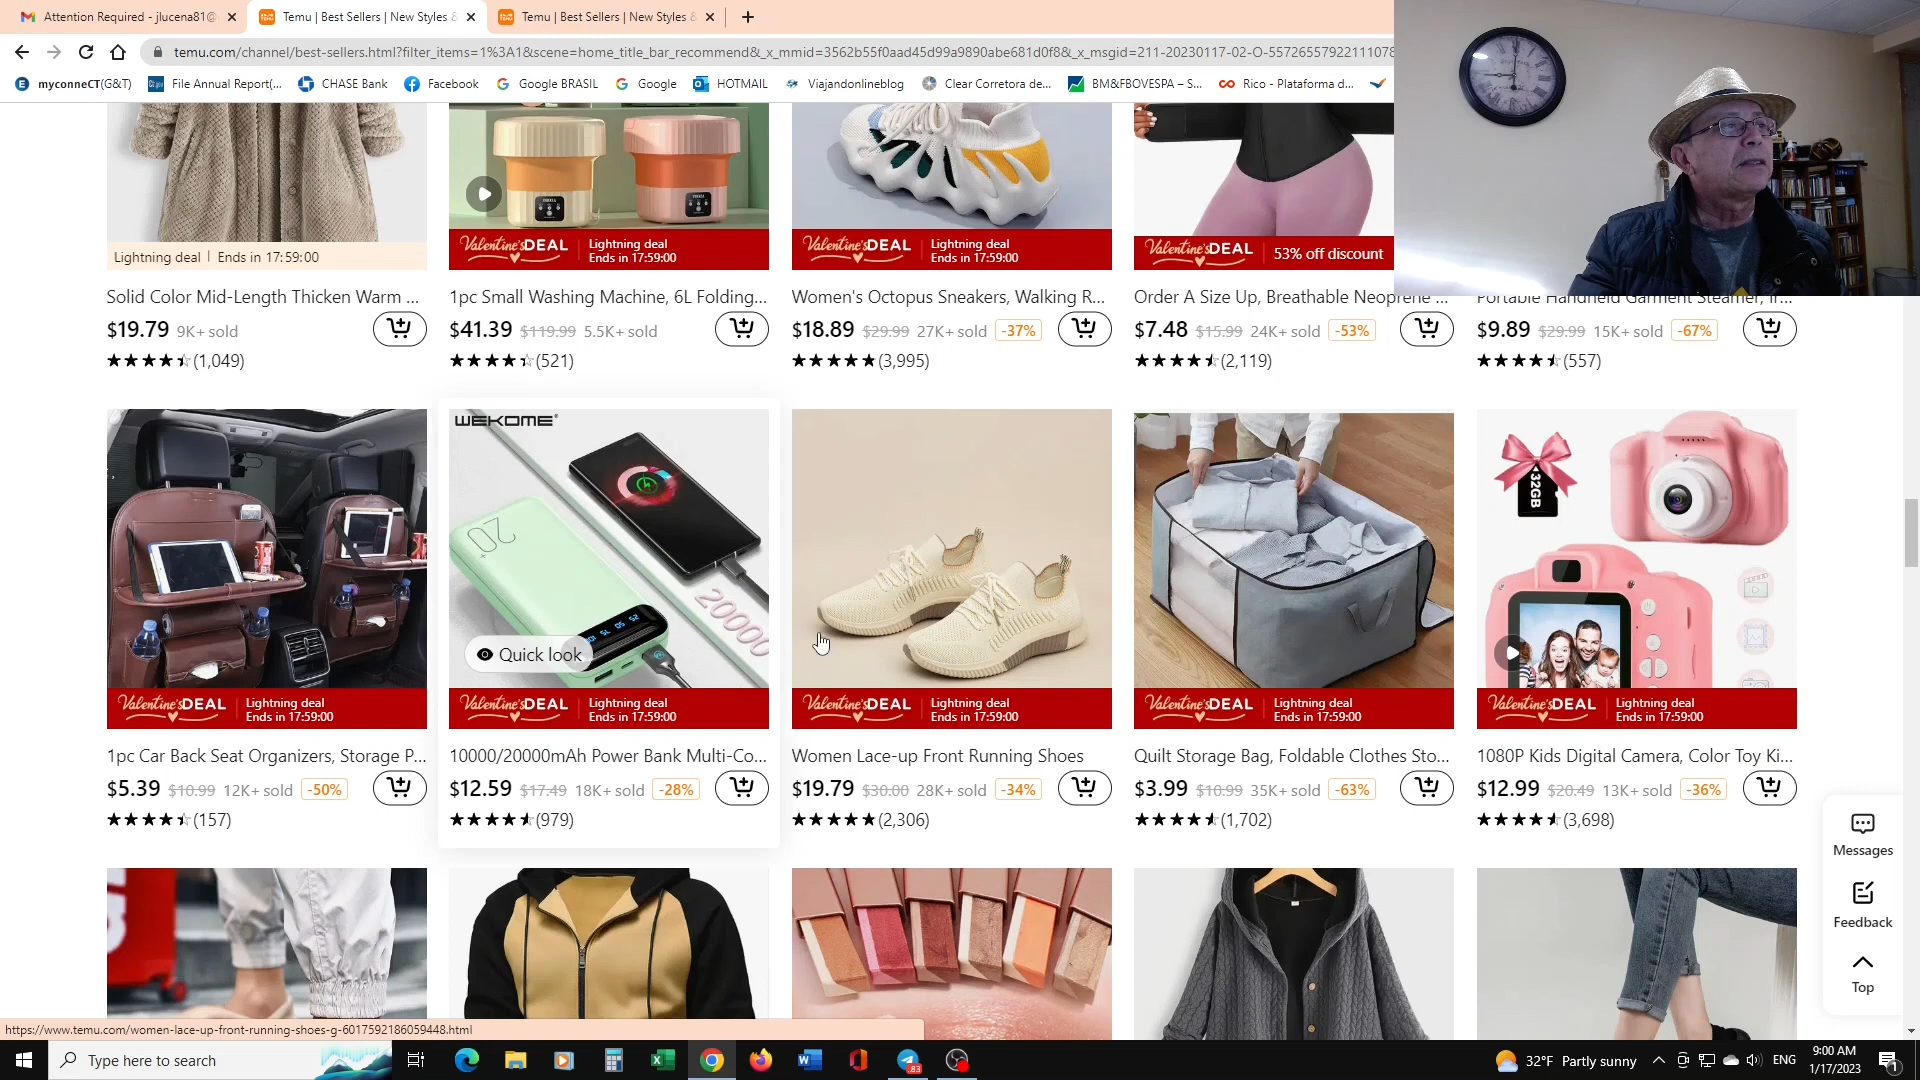 Attention Required - jlucena81@
Temu | Best Sellers | New Styles &
Temu | Best Sellers | New Styles &
temu.com/channel/best-sellers.html?filter_items=1%3A1&scene=home_title_bar_recommend&_x_mmid=3562b55f0aad45d99a9890abe681d0f8&_x_msgid=211-20230117-02-O-55726557922111078
myconneCT(G&T)
File Annual Report(...
CHASE Bank
Facebook
Google BRASIL
Google
HOTMAIL
Viajandonlineblog
Clear Corretora de...
BM&FBOVESPA – S...
Rico - Plataforma d...
Lightning deal | Ends in 17:59:00
Valentine's DEAL
Lightning deal
Ends in 17:59:00
Valentine's DEAL
Lightning deal
Ends in 17:59:00
Valentine's DEAL
53% off discount
Solid Color Mid-Length Thicken Warm ...
$19.79 9K+ sold
(1,049)
1pc Small Washing Machine, 6L Folding...
$41.39 $119.99 5.5K+ sold
(521)
Women's Octopus Sneakers, Walking R...
$18.89 $29.99 27K+ sold -37%
(3,995)
Order A Size Up, Breathable Neoprene ...
$7.48 $15.99 24K+ sold -53%
(2,119)
Portable Handheld Garment Steamer, Ir...
$9.89 $29.99 15K+ sold -67%
(557)
Valentine's DEAL
Lightning deal
Ends in 17:59:00
WEKOME
20
20000
Quick look
Valentine's DEAL
Lightning deal
Ends in 17:59:00
Valentine's DEAL
Lightning deal
Ends in 17:59:00
Valentine's DEAL
Lightning deal
Ends in 17:59:00
32GB
Valentine's DEAL
Lightning deal
Ends in 17:59:00
1pc Car Back Seat Organizers, Storage P...
$5.39 $10.99 12K+ sold -50%
(157)
10000/20000mAh Power Bank Multi-Co...
$12.59 $17.49 18K+ sold -28%
(979)
Women Lace-up Front Running Shoes
$19.79 $30.00 28K+ sold -34%
(2,306)
Quilt Storage Bag, Foldable Clothes Sto...
$3.99 $10.99 35K+ sold -63%
(1,702)
1080P Kids Digital Camera, Color Toy Ki...
$12.99 $20.49 13K+ sold -36%
(3,698)
Messages
Feedback
Top
https://www.temu.com/women-lace-up-front-running-shoes-g-6017592186059448.html
Type here to search
83
32°F Partly sunny
ENG
9:00 AM
1/17/2023
1